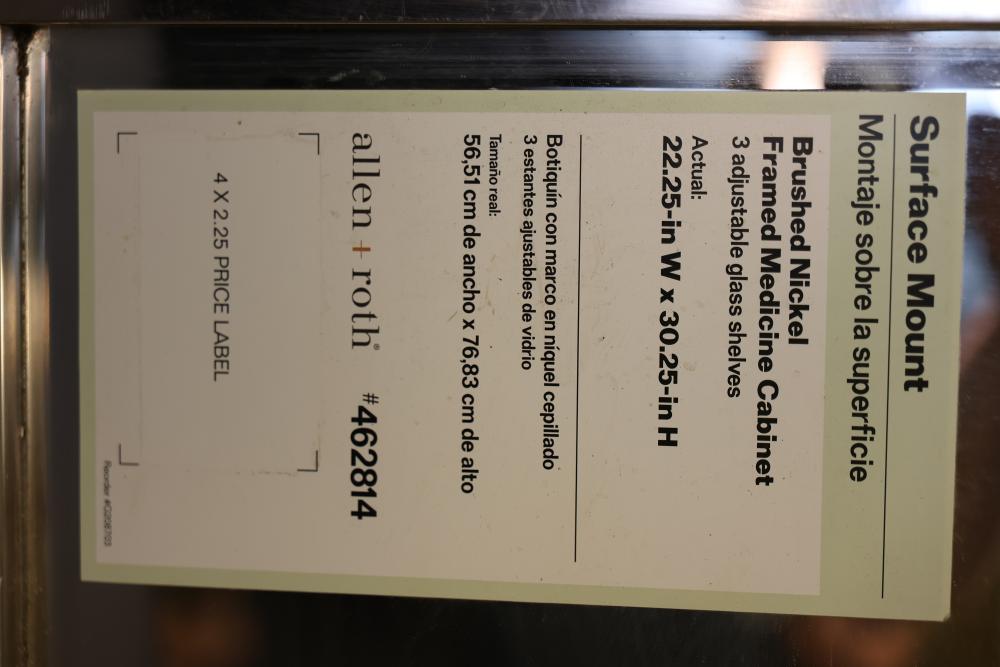 Surface Mount
Montaje sobre la superficie
Brushed Nickel
Framed Medicine Cabinet
3 adjustable glass shelves
Actual:
22.25-in W x 30.25-in H
Botiquín con marco en níquel cepillado
3 estantes ajustables de vidrio
Tamaño real:
56,51 cm de ancho x 76,83 cm de alto
allen + roth® #462814
4 X 2.25 PRICE LABEL
Reorder